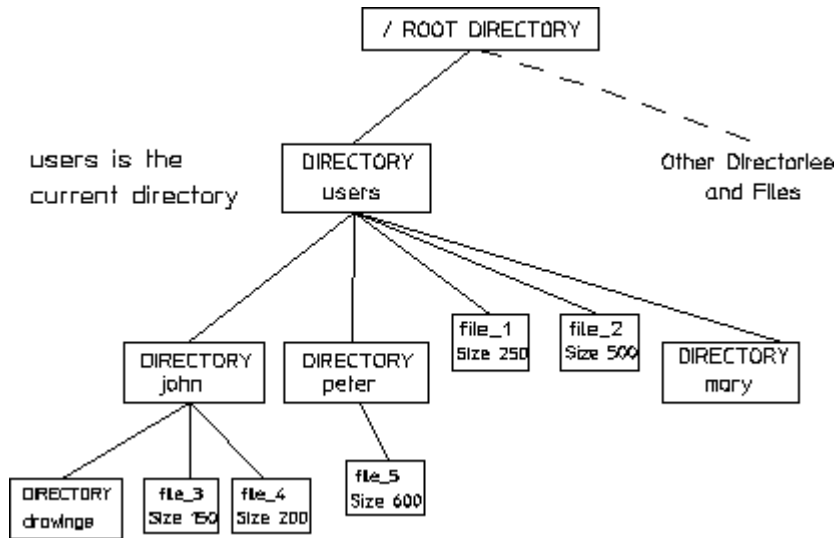 / ROOT DIRECTORY
users is the
current directory
DIRECTORY
users
Other Directoriee
and Files
DIRECTORY
john
DIRECTORY
peter
file_1
Size 250
file_2
Size 500
DIRECTORY
mary
DIRECTORY
drawings
file_3
Size 150
file_4
Size 200
file_5
Size 600